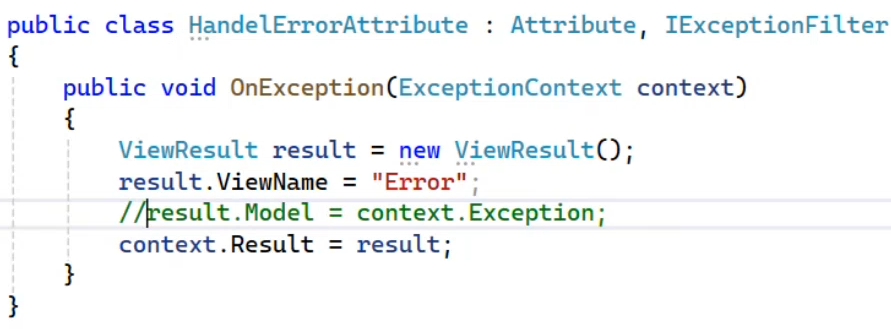 public class HandelErrorAttribute : Attribute, IExceptionFilter
{
    public void OnException(ExceptionContext context)
    {
        ViewResult result = new ViewResult();
        result.ViewName = "Error";
        //result.Model = context.Exception;
        context.Result = result;
    }
}